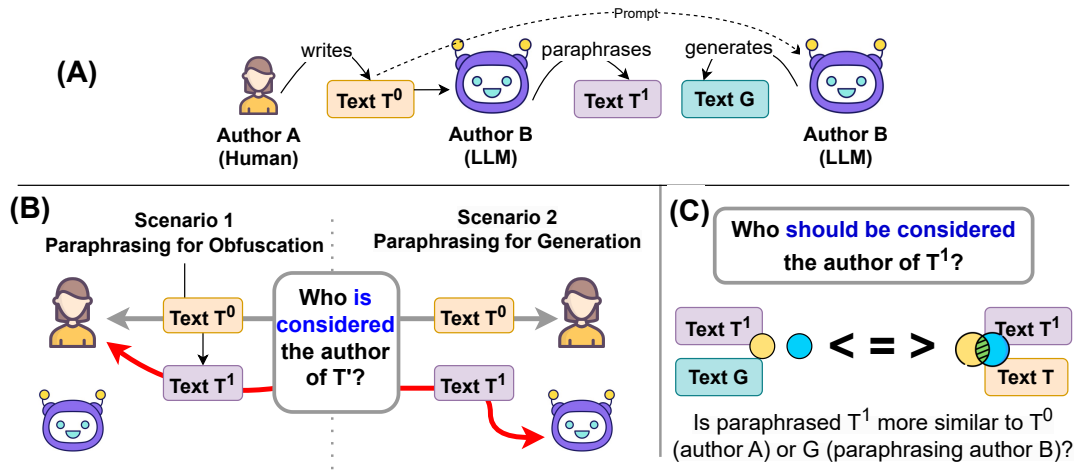 (A)
writes
Prompt
paraphrases
generates
Text T⁰
Text T¹
Text G
Author A
(Human)
Author B
(LLM)
Author B
(LLM)
(B)
Scenario 1
Paraphrasing for Obfuscation
Scenario 2
Paraphrasing for Generation
Text T⁰
Text T¹
Who is
considered
the author
of T'?
Text T⁰
Text T¹
(C)
Who should be considered
the author of T¹?
Text T¹
Text G
< = >
Text T¹
Text T
Is paraphrased T¹ more similar to T⁰
(author A) or G (paraphrasing author B)?